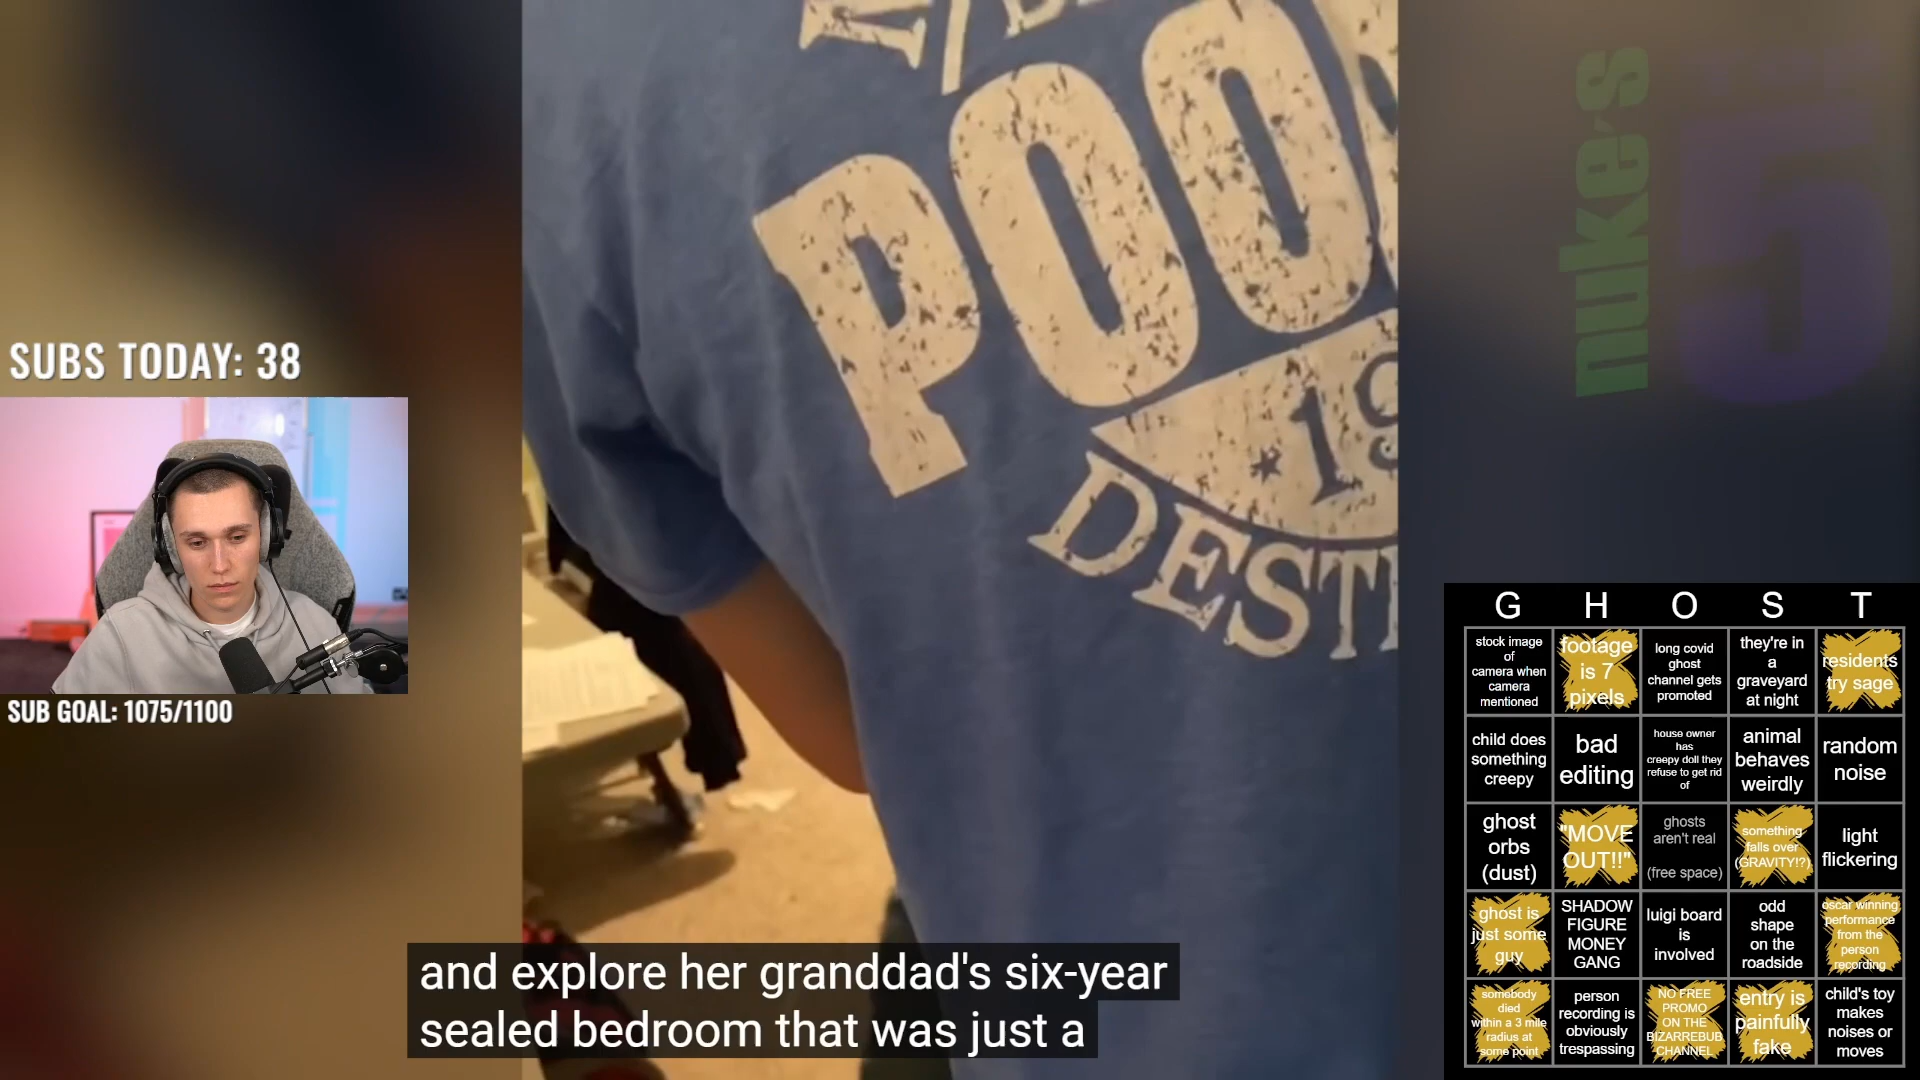 POO
19
DESTI
nuke's
5
SUBS TODAY: 38
SUB GOAL: 1075/1100
and explore her granddad's six-year
sealed bedroom that was just a
G H O S T
stock image
of
camera when
camera
mentioned
footage
is 7
pixels
long covid
ghost
channel gets
promoted
they're in
a
graveyard
at night
residents
try sage
child does
something
creepy
bad
editing
house owner
has
creepy doll they
refuse to get rid
of
animal
behaves
weirdly
random
noise
ghost
orbs
(dust)
"MOVE
OUT!!"
ghosts
aren't real
(free space)
something
falls over
(GRAVITY!?)
light
flickering
ghost is
just some
guy
SHADOW
FIGURE
MONEY
GANG
luigi board
is
involved
odd
shape
on the
roadside
oscar winning
performance
from the
person
recording
somebody
died
within a 3 mile
radius at
some point
person
recording is
obviously
trespassing
NO FREE
PROMO
ON THE
BIZARREBUB
CHANNEL
entry is
painfully
fake
child's toy
makes
noises or
moves